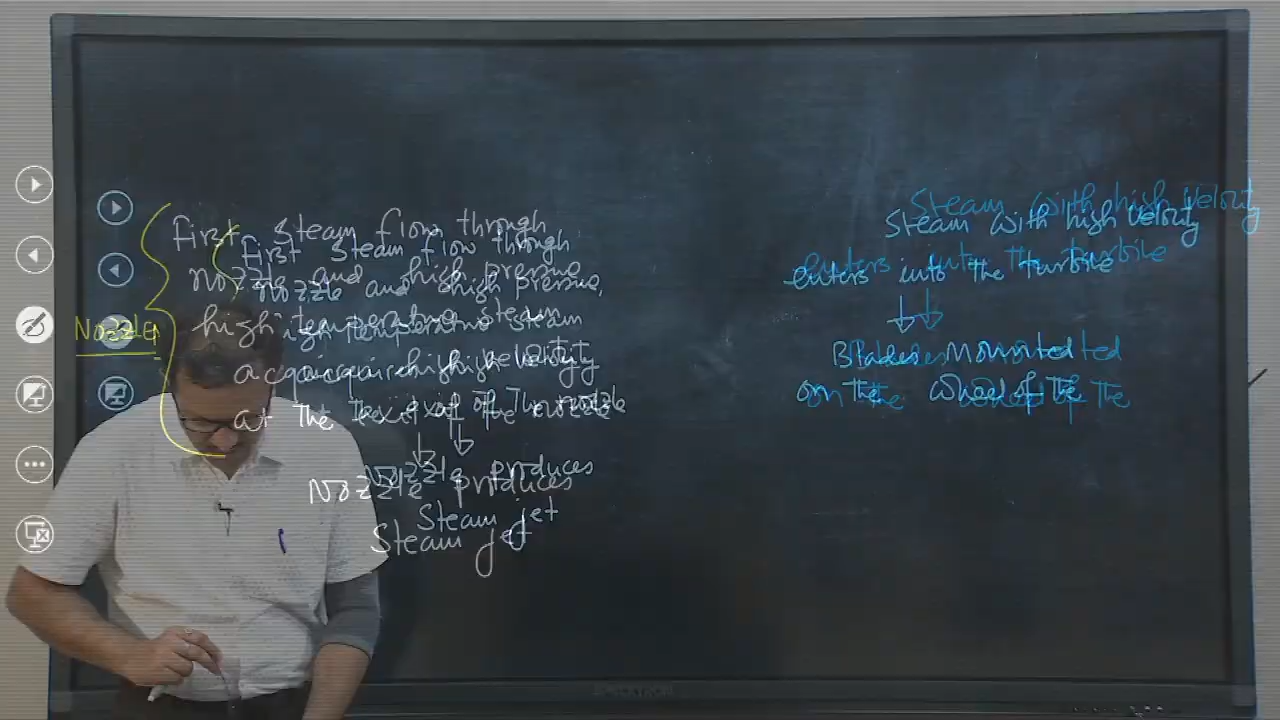 First steam flow through
nozzle and high pressure,
high temperature steam
acquire high velocity
at the exit of the nozzle
Nozzle
Nozzle produces
Steam jet
Steam with high velocity
enters into the turbine
Blades Mounted
on the wheel of the